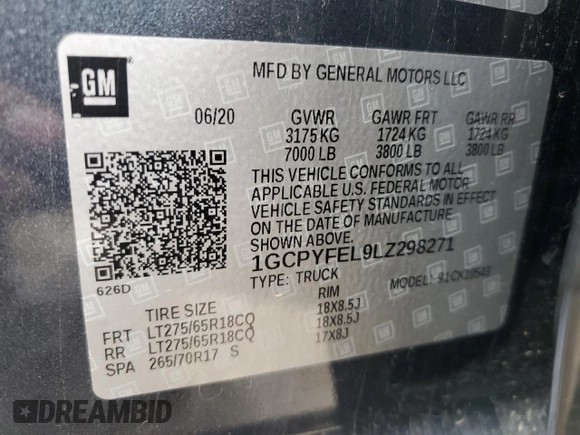 GM
MFD BY GENERAL MOTORS LLC
06/20 GVWR GAWR FRT GAWR RR
3175 KG 1724 KG 1724 KG
7000 LB 3800 LB 3800 LB
THIS VEHICLE CONFORMS TO ALL
APPLICABLE U.S. FEDERAL MOTOR
VEHICLE SAFETY STANDARDS IN EFFECT
ON THE DATE OF MANUFACTURE
SHOWN ABOVE.
1GCPYFEL9LZ298271
626D
TYPE: TRUCK MODEL:
TIRE SIZE RIM
FRT LT275/65R18CQ 18X8.5J
RR LT275/65R18CQ 18X8.5J
SPA 265/70R17 S 17X8J
DREAMBID